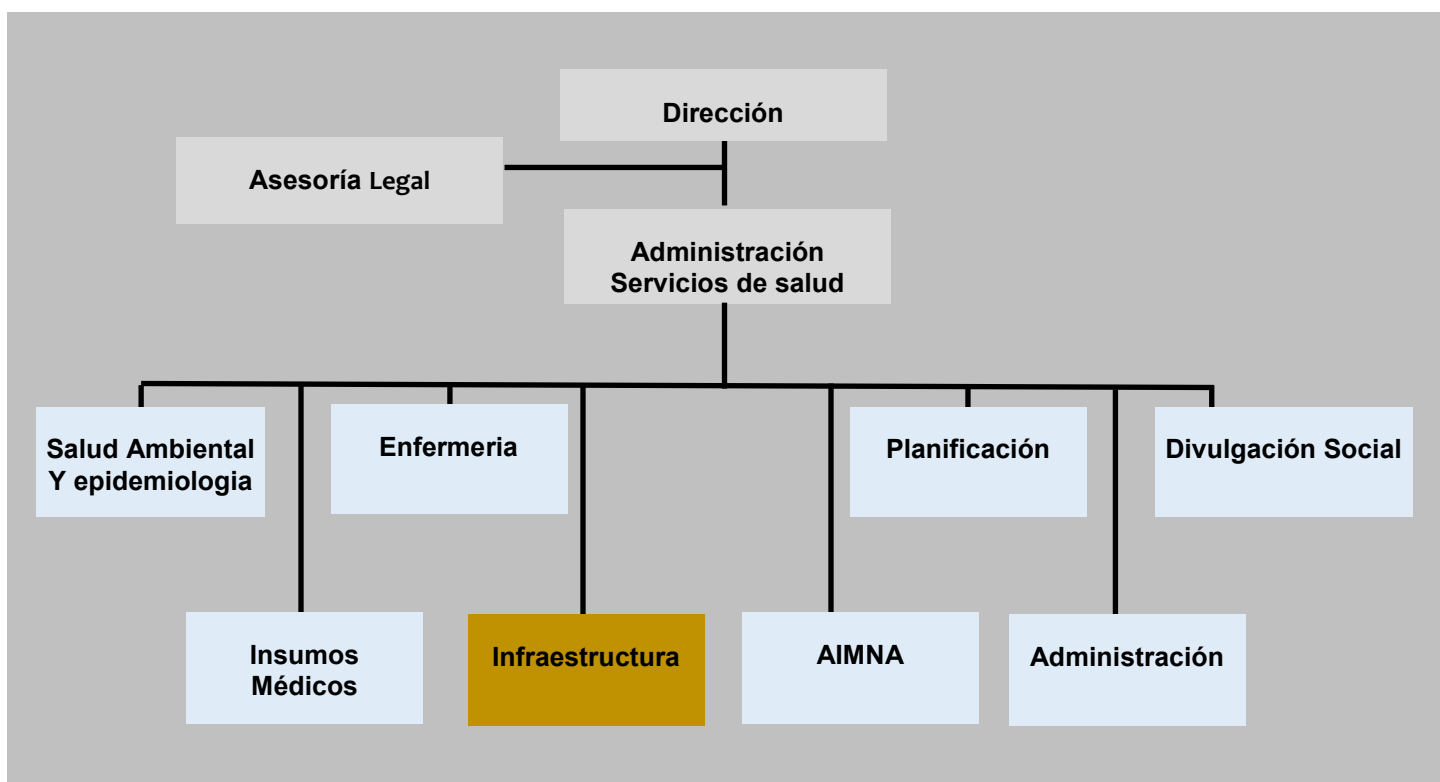 Dirección
Asesoría Legal
Administración
Servicios de salud
Salud Ambiental
Y epidemiologia
Enfermeria
Planificación
Divulgación Social
Insumos
Médicos
Infraestructura
AIMNA
Administración